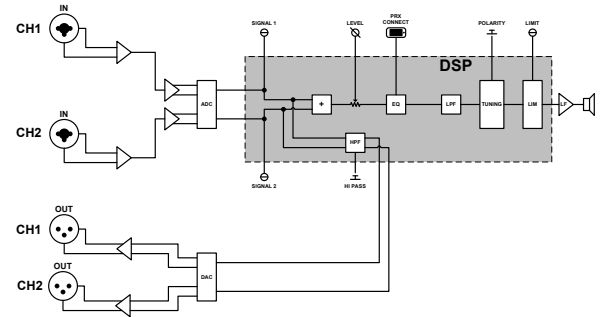 IN
CH1
SIGNAL 1
LEVEL
PRX
CONNECT
POLARITY
LIMIT
DSP
ADC
+
EQ
LPF
TUNING
LIM
LF
IN
CH2
HPF
SIGNAL 2
HI PASS
OUT
CH1
OUT
CH2
DAC